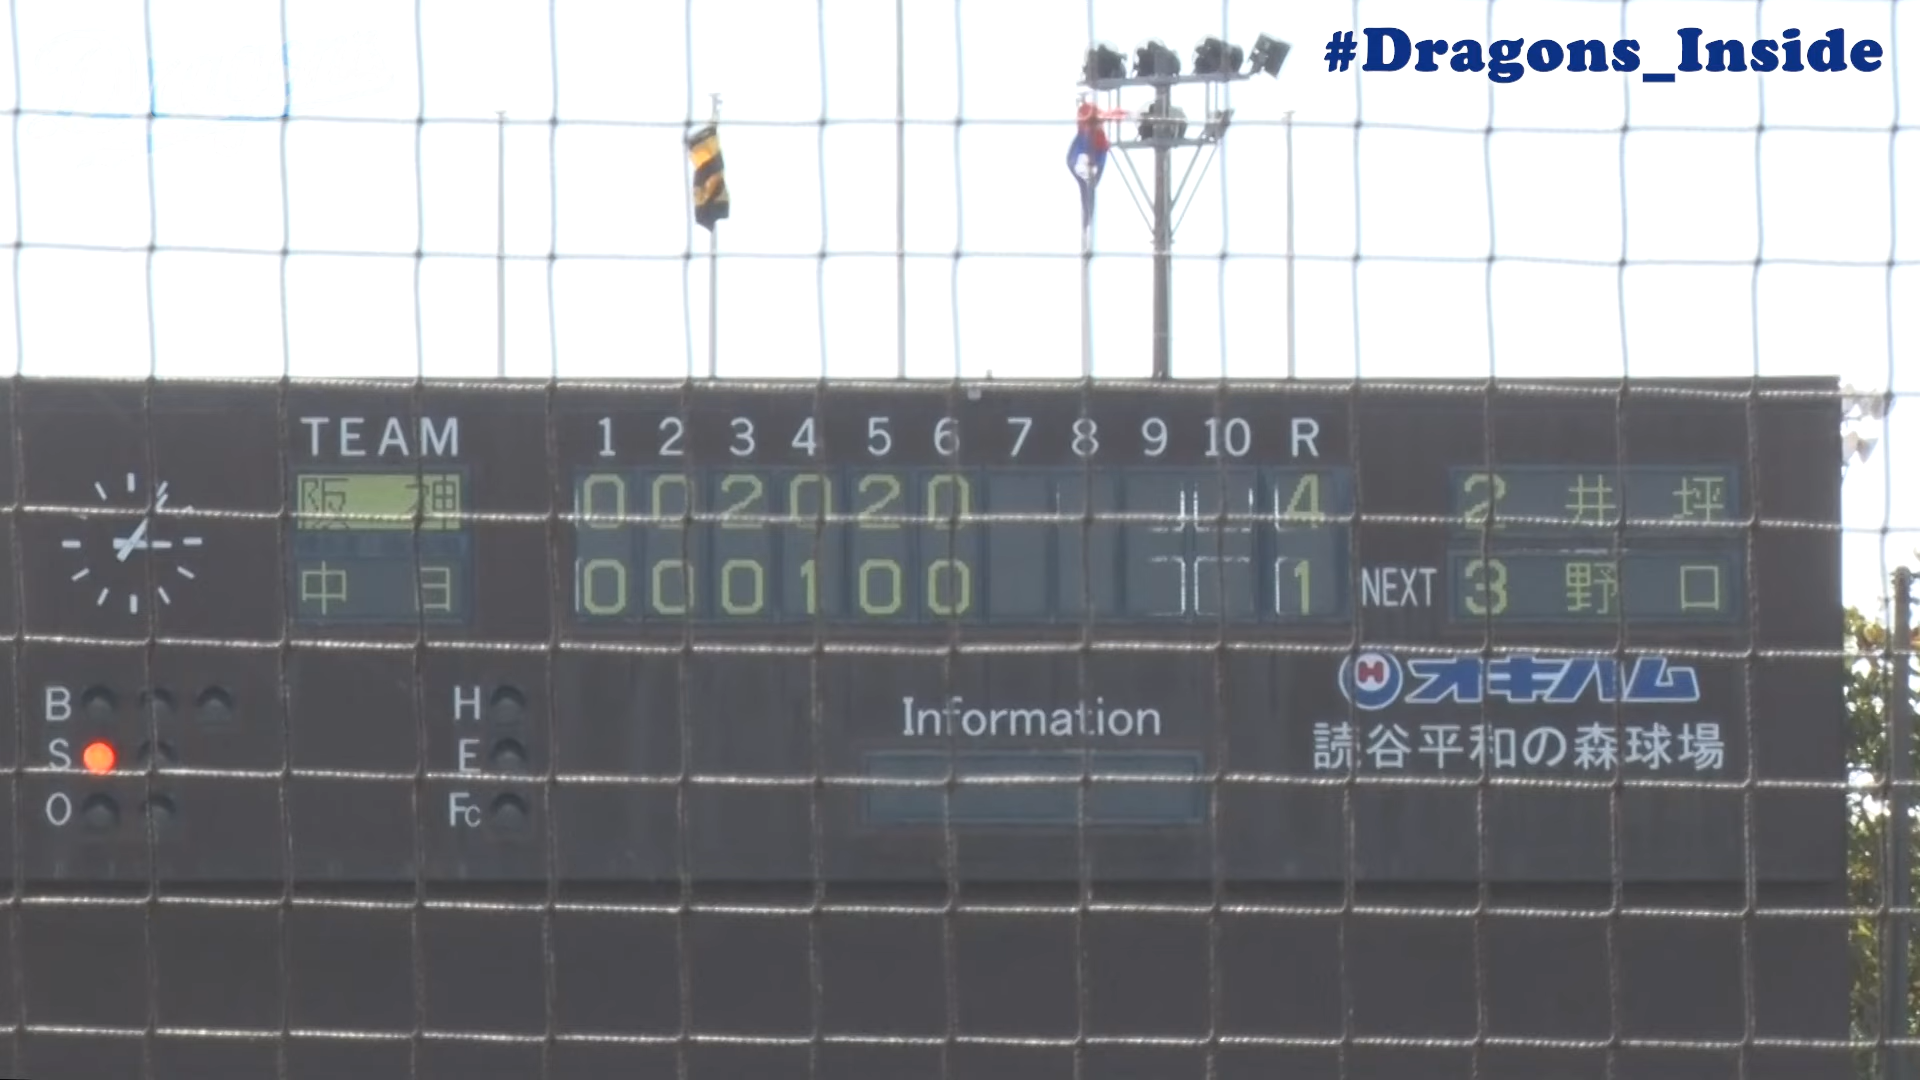 #Dragons_Inside
TEAM 1 2 3 4 5 6 7 8 9 10 R
阪神 0 0 2 0 2 0 4 2 井坪
中日 0 0 0 1 0 0 1 NEXT 3 野口
オキハム
B H Information
S E 読谷平和の森球場
O Fc